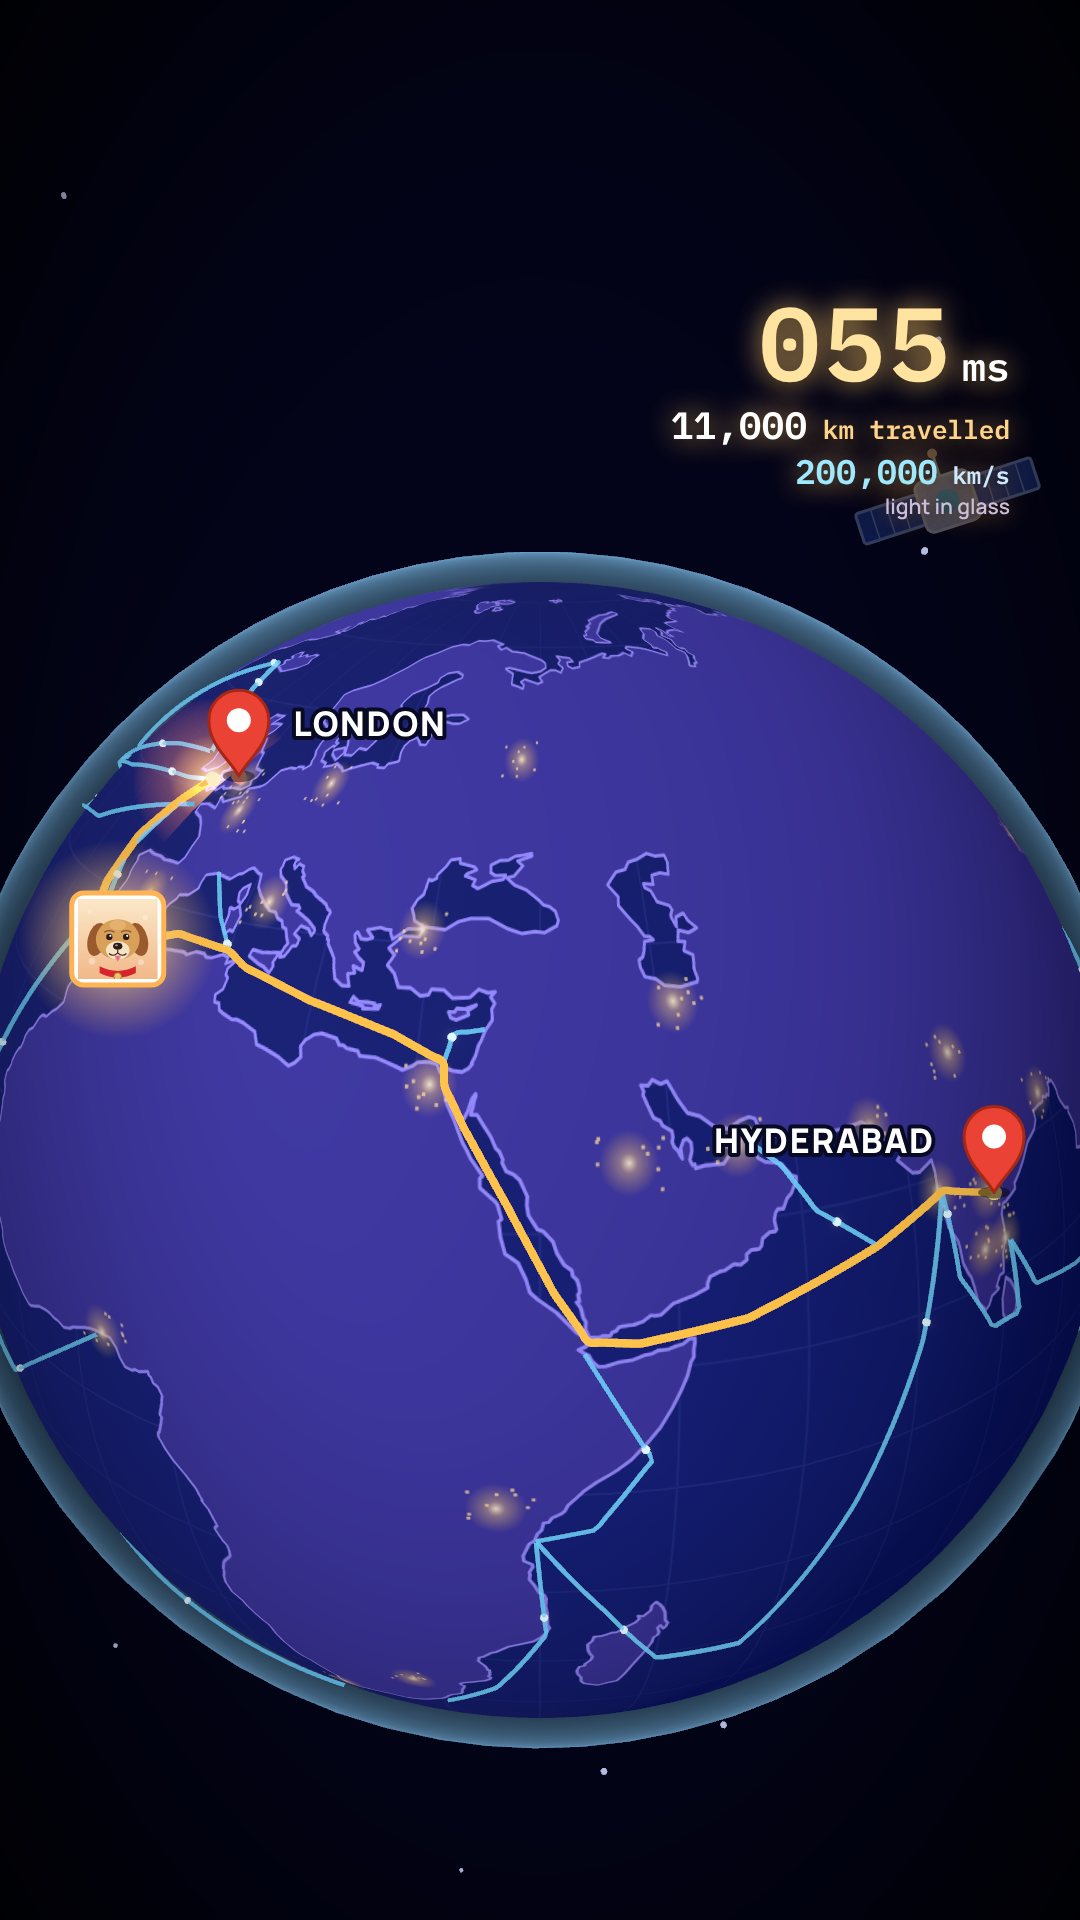 055 ms
11,000 km travelled
200,000 km/s
light in glass
LONDON
HYDERABAD